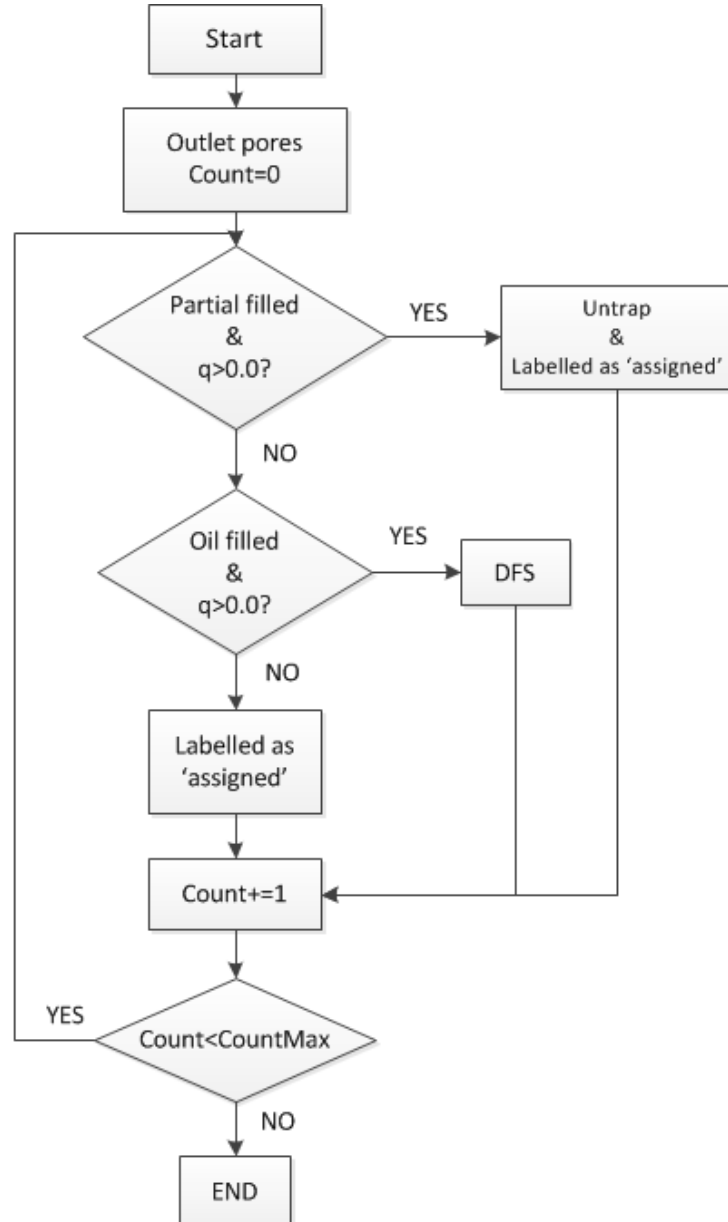 Start
Outlet pores
Count=0
Partial filled
&
q>0.0?
YES
Untrap
&
Labelled as ‘assigned’
NO
Oil filled
&
q>0.0?
YES
DFS
NO
Labelled as
‘assigned’
Count+=1
YES
Count<CountMax
NO
END